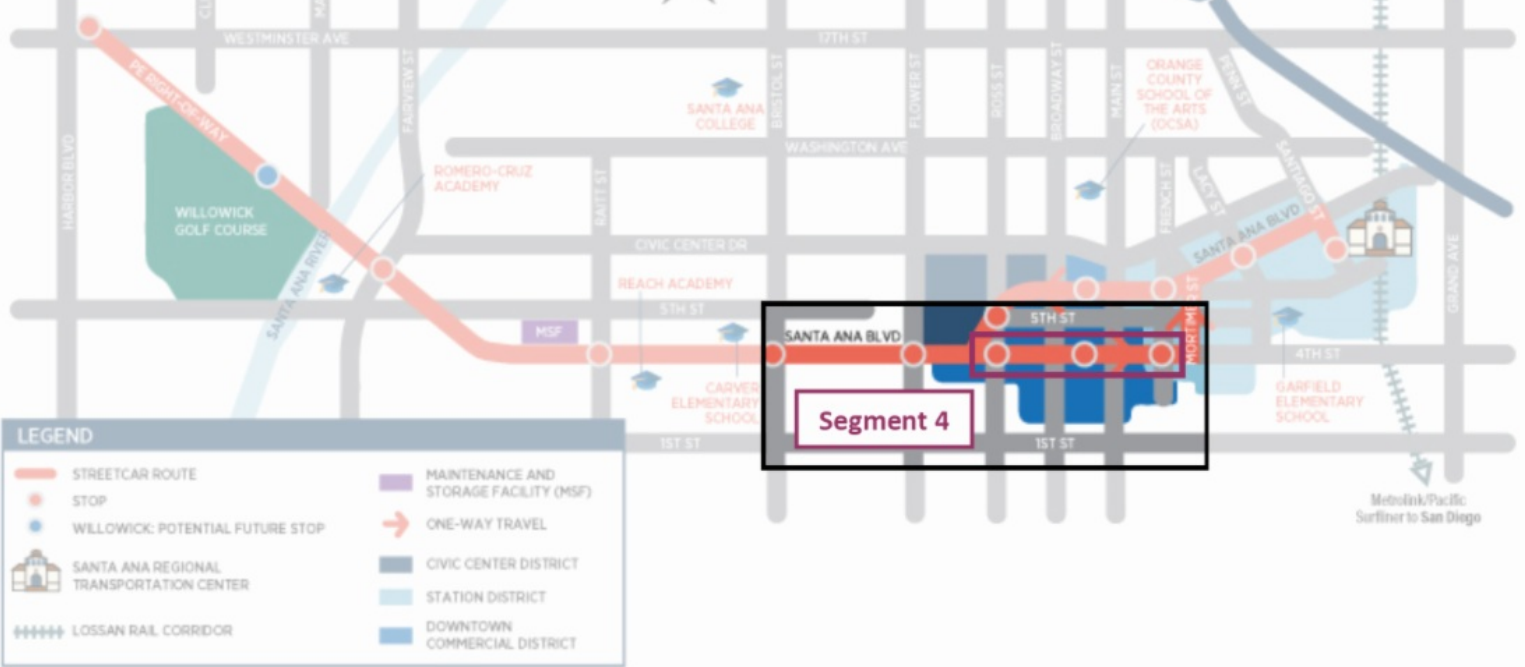 WESTMINSTER AVE
17TH ST
PE RIGHT-OF-WAY
HARBOR BLVD
FAIRVIEW ST
BRISTOL ST
FLOWER ST
ROSS ST
BROADWAY ST
MAIN ST
PENN ST
ORANGE
COUNTY
SCHOOL OF
THE ARTS
(OCSA)
SANTA ANA
COLLEGE
WASHINGTON AVE
ROMERO-CRUZ
ACADEMY
RAITT ST
FRENCH ST
LACY ST
SANTIAGO ST
WILLOWICK
GOLF COURSE
SANTA ANA RIVER
CIVIC CENTER DR
SANTA ANA BLVD
GRAND AVE
REACH ACADEMY
5TH ST
MSF
SANTA ANA BLVD
5TH ST
MORTIMER ST
4TH ST
CARVER
ELEMENTARY
SCHOOL
GARFIELD
ELEMENTARY
SCHOOL
Segment 4
1ST ST
1ST ST
Metrolink/Pacific
Surfliner to San Diego
LEGEND
STREETCAR ROUTE
STOP
WILLOWICK: POTENTIAL FUTURE STOP
SANTA ANA REGIONAL
TRANSPORTATION CENTER
LOSSAN RAIL CORRIDOR
MAINTENANCE AND
STORAGE FACILITY (MSF)
ONE-WAY TRAVEL
CIVIC CENTER DISTRICT
STATION DISTRICT
DOWNTOWN
COMMERCIAL DISTRICT